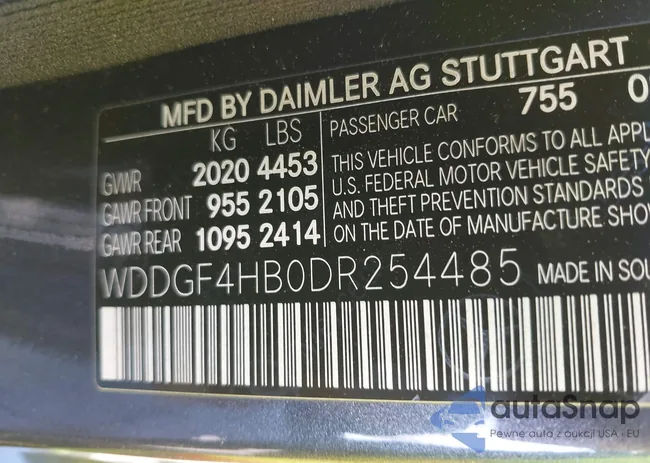 MFD BY DAIMLER AG STUTTGART
KG LBS
GVWR 2020 4453
GAWR FRONT 955 2105
GAWR REAR 1095 2414
PASSENGER CAR 755
THIS VEHICLE CONFORMS TO ALL APPL
U.S. FEDERAL MOTOR VEHICLE SAFETY
AND THEFT PREVENTION STANDARDS
ON THE DATE OF MANUFACTURE SHO
WDDGF4HB0DR254485 MADE IN SOU
autaSnap
Pewne auta z aukcji USA i EU